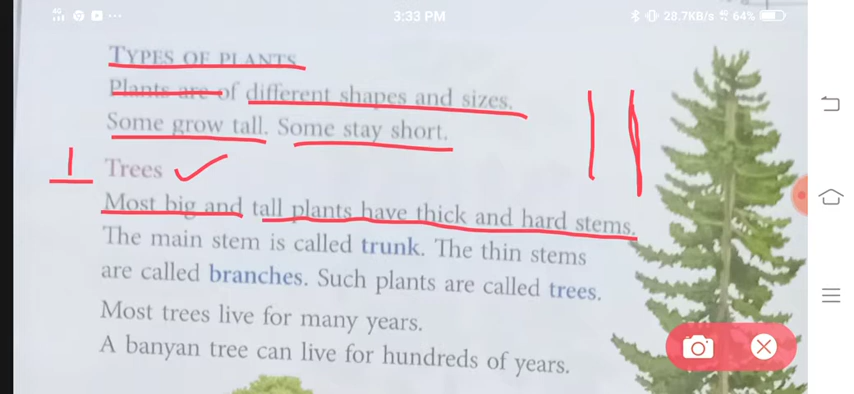 4G 3:33 PM 28.7KB/s 4G 64%
TYPES OF PLANTS
Plants are of different shapes and sizes.
Some grow tall. Some stay short.
1 Trees
Most big and tall plants have thick and hard stems.
The main stem is called trunk. The thin stems
are called branches. Such plants are called trees.
Most trees live for many years.
A banyan tree can live for hundreds of years.